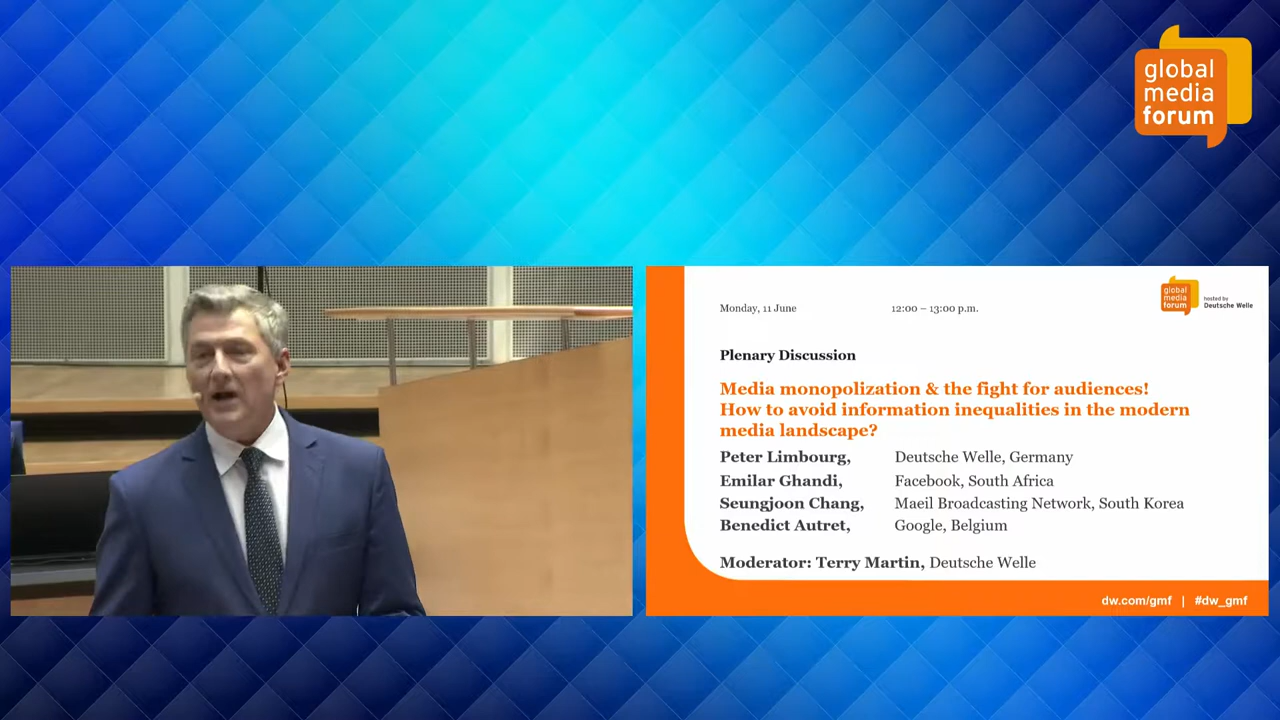 global
media
forum
global
media
forum
hosted by
Deutsche Welle
Monday, 11 June 12:00 – 13:00 p.m.
Plenary Discussion
Media monopolization & the fight for audiences!
How to avoid information inequalities in the modern
media landscape?
Peter Limbourg, Deutsche Welle, Germany
Emilar Ghandi, Facebook, South Africa
Seungjoon Chang, Maeil Broadcasting Network, South Korea
Benedict Autret, Google, Belgium
Moderator: Terry Martin, Deutsche Welle
dw.com/gmf | #dw_gmf